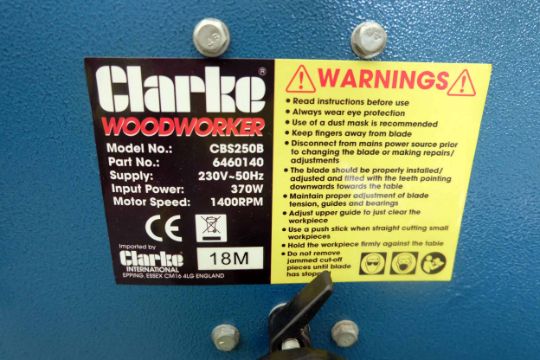 Clarke®
WOODWORKER
Model No.: CBS250B
Part No.: 6460140
Supply: 230V~50Hz
Input Power: 370W
Motor Speed: 1400RPM
CE
Imported by
Clarke
INTERNATIONAL
EPPING, ESSEX CM16 4LG ENGLAND
18M
WARNINGS
• Read instructions before use
• Always wear eye protection
• Use of a dust mask is recommended
• Keep fingers away from blade
• Disconnect from mains power source prior
to changing the blade or making repairs/
adjustments
• The blade should be properly installed/
adjusted and fitted with the teeth pointing
downwards towards the table
• Maintain proper adjustment of blade
tension, guides and bearings
• Adjust upper guide to just clear the
workpiece
• Use a push stick when straight cutting small
workpieces
• Hold the workpiece firmly against the table
• Do not remove
jammed cut-off
pieces until blade
has